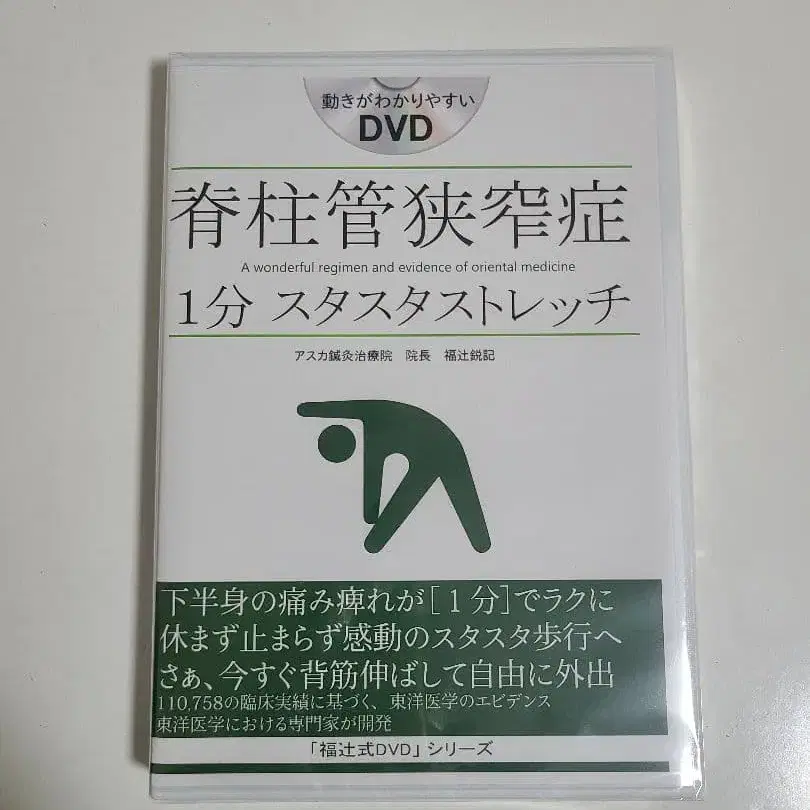 動きがわかりやすい
DVD
脊柱管狭窄症
A wonderful regimen and evidence of oriental medicine
1分 スタスタストレッチ
アスカ鍼灸治療院 院長 福辻鋭記
下半身の痛み痺れが[1分]でラクに
休まず止まらず感動のスタスタ歩行へ
さぁ、今すぐ背筋伸ばして自由に外出
110,758の臨床実績に基づく、東洋医学のエビデンス
東洋医学における専門家が開発
「福辻式DVD」シリーズ